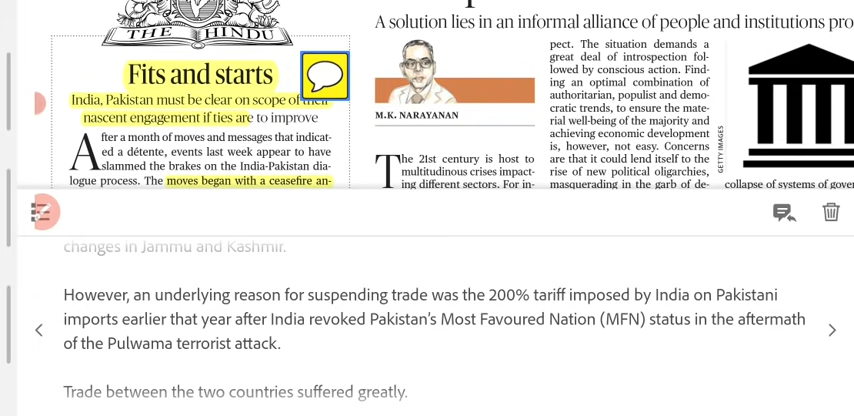 A solution lies in an informal alliance of people and institutions pro
THE HINDU
Fits and starts
India, Pakistan must be clear on scope of their
nascent engagement if ties are to improve
After a month of moves and messages that indicat-
ed a détente, events last week appear to have
slammed the brakes on the India-Pakistan dia-
logue process. The moves began with a ceasefire an-
M.K. NARAYANAN
The 21st century is host to
multitudinous crises impact-
ing different sectors. For in-
pect. The situation demands a
great deal of introspection fol-
lowed by conscious action. Find-
ing an optimal combination of
authoritarian, populist and demo-
cratic trends, to ensure the mate-
rial well-being of the majority and
achieving economic development
is, however, not easy. Concerns
are that it could lend itself to the
rise of new political oligarchies,
masquerading in the garb of de-
GETTY IMAGES
collapse of systems of gover
changes in Jammu and Kashmir.
However, an underlying reason for suspending trade was the 200% tariff imposed by India on Pakistani
imports earlier that year after India revoked Pakistan's Most Favoured Nation (MFN) status in the aftermath
of the Pulwama terrorist attack.
Trade between the two countries suffered greatly.